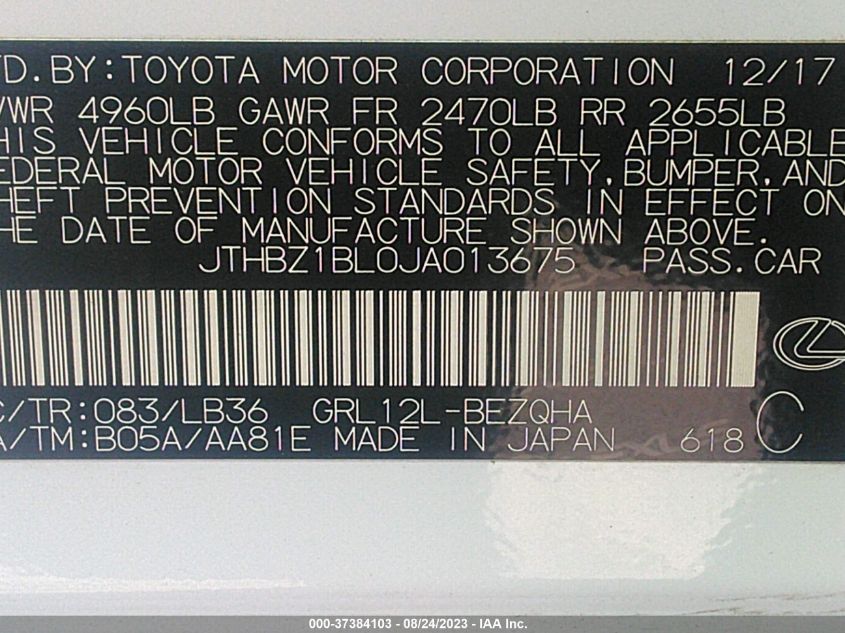 FD.BY:TOYOTA MOTOR CORPORATION 12/17
VWR 4960LB GAWR FR 2470LB RR 2655LB
HIS VEHICLE CONFORMS TO ALL APPLICABLE
EDERAL MOTOR VEHICLE SAFETY,BUMPER,AND
HEFT PREVENTION STANDARDS IN EFFECT ON
HE DATE OF MANUFACTURE SHOWN ABOVE.
JTHBZ1BL0JA013675 PASS.CAR
C/TR:083/LB36 GRL12L-BEZQHA
A/TM:B05A/AA81E MADE IN JAPAN 618 C
000-37384103 - 08/24/2023 - IAA Inc.